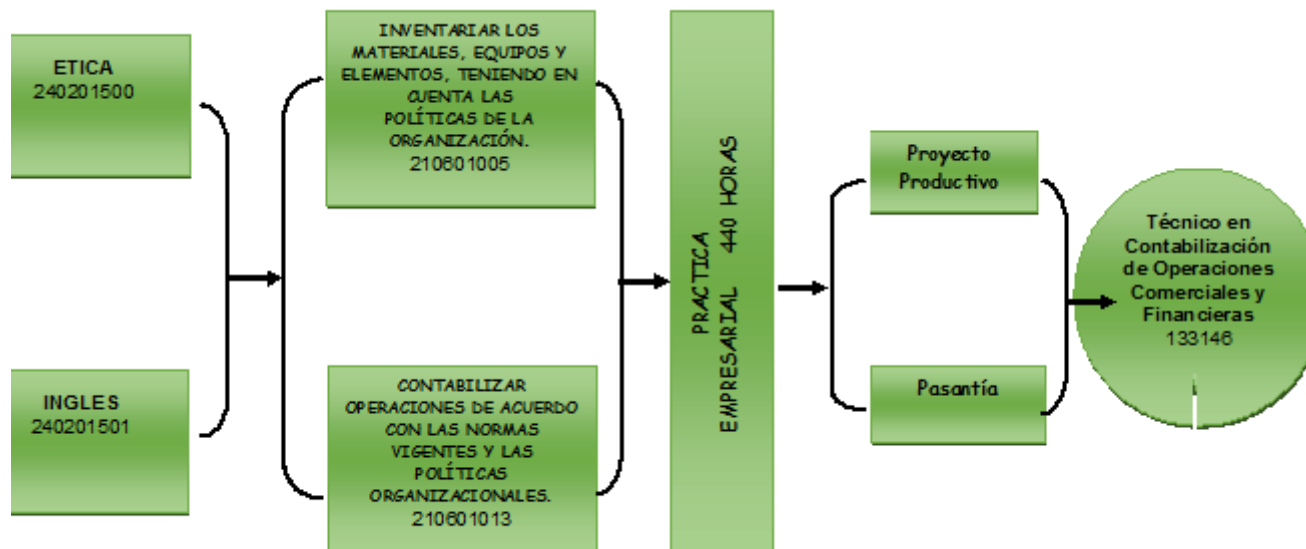 ETICA
240201500
INGLES
240201501
INVENTARIAR LOS
MATERIALES, EQUIPOS Y
ELEMENTOS, TENIENDO EN
CUENTA LAS
POLÍTICAS DE LA
ORGANIZACIÓN.
210601005
CONTABILIZAR
OPERACIONES DE ACUERDO
CON LAS NORMAS
VIGENTES Y LAS
POLÍTICAS
ORGANIZACIONALES.
210601013
PRACTICA
EMPRESARIAL 440 HORAS
Proyecto
Productivo
Pasantía
Técnico en
Contabilización
de Operaciones
Comerciales y
Financieras
133146